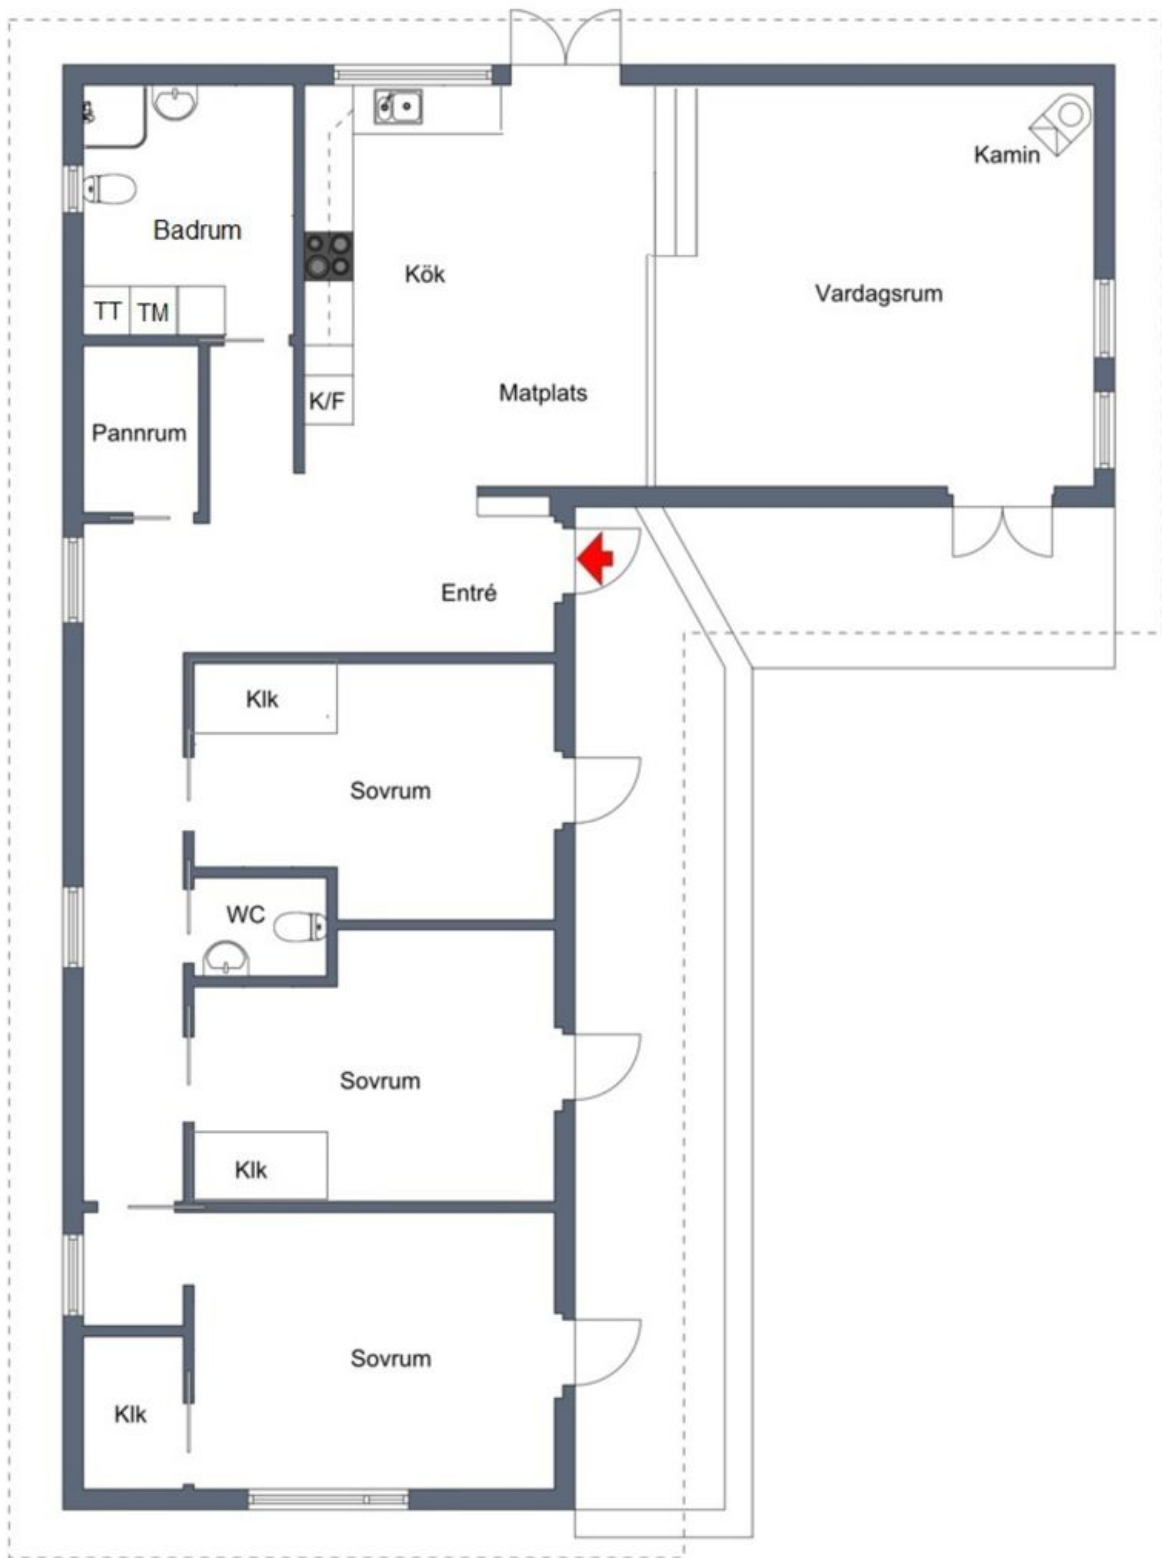 Kamin
Badrum
Kök
Vardagsrum
TT
TM
Matplats
K/F
Pannrum
Entré
Klk
Sovrum
WC
Sovrum
Klk
Sovrum
Klk